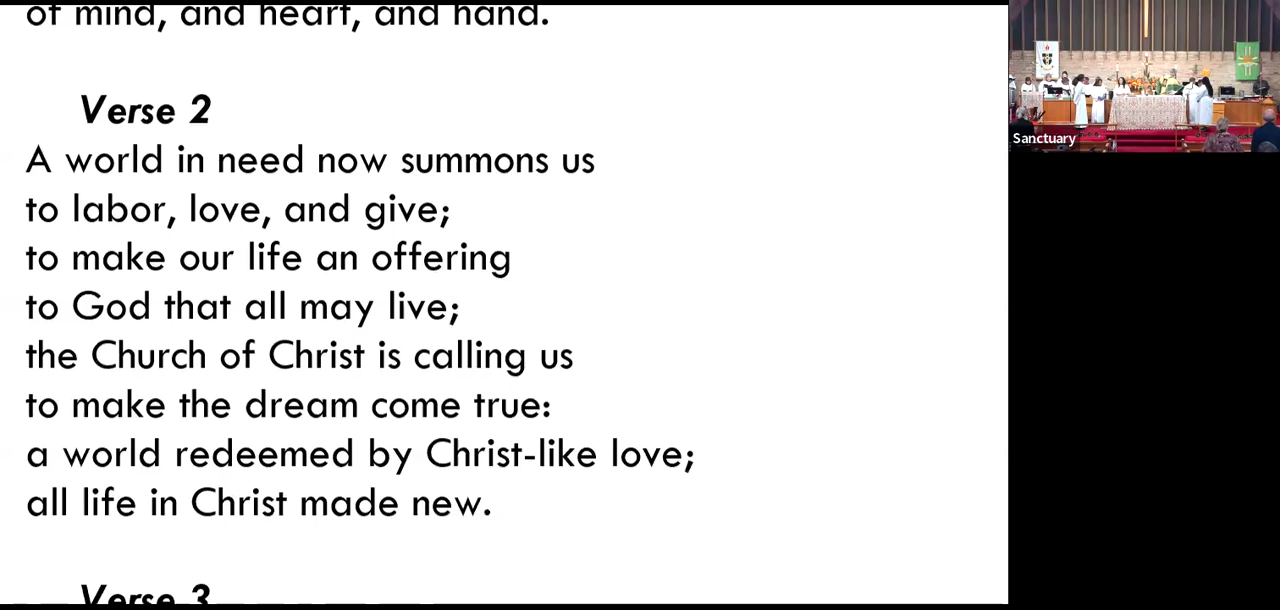 of mind, and heart, and hand.
Verse 2
A world in need now summons us
to labor, love, and give;
to make our life an offering
to God that all may live;
the Church of Christ is calling us
to make the dream come true:
a world redeemed by Christ-like love;
all life in Christ made new.
Verse 3
Sanctuary